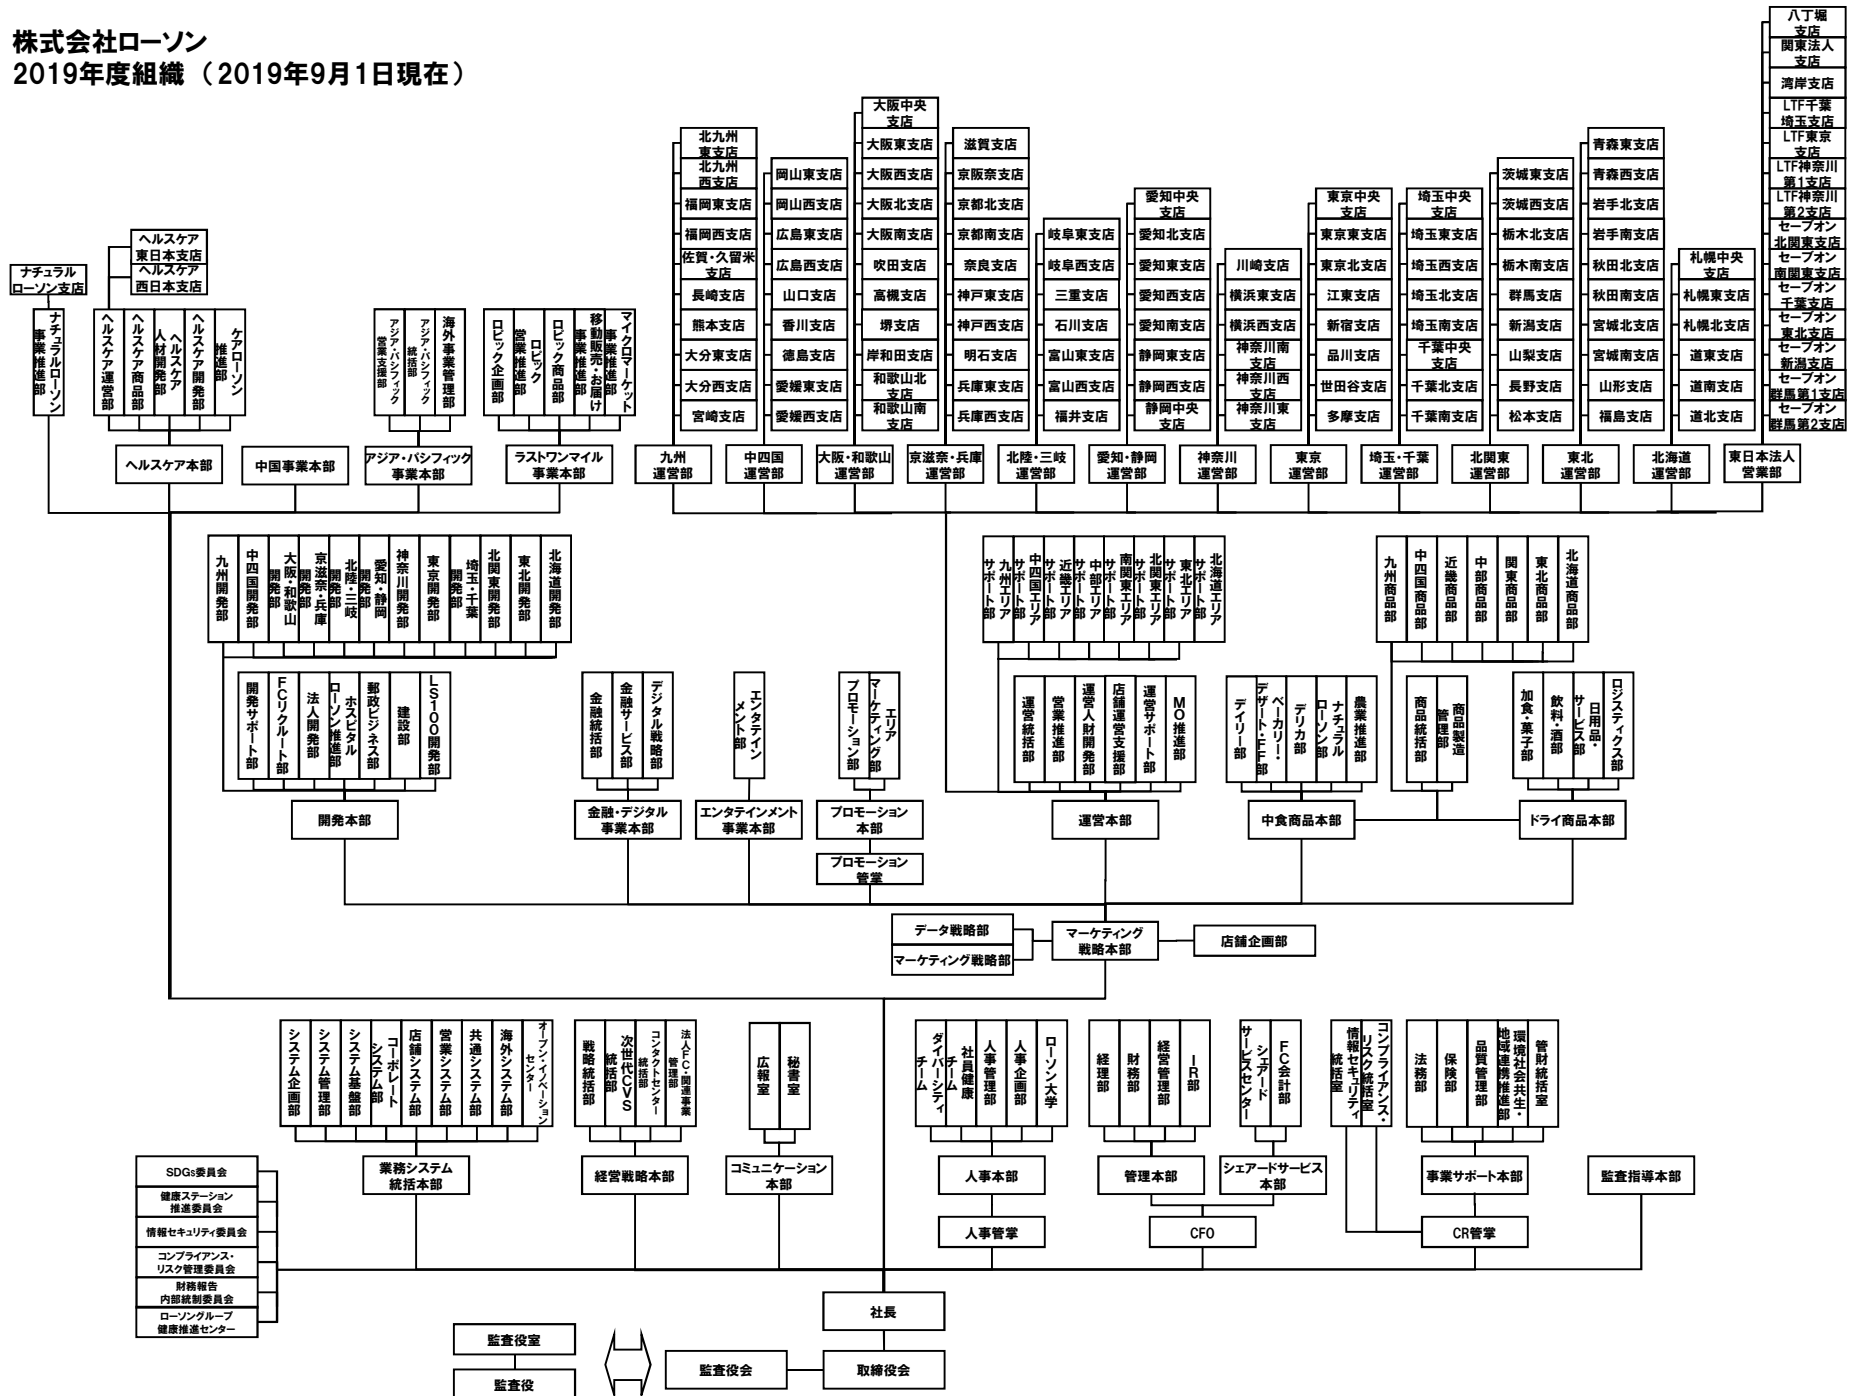 株式会社ローソン
2019年度組織（2019年9月1日現在）
ナチュラル
ローソン支店
ナチュラルローソン
事業推進部
ヘルスケア
東日本支店
ヘルスケア
西日本支店
ヘルスケア運営部
ヘルスケア商品部
ヘルスケア
人材開発部
ヘルスケア開発部
ケアローソン
推進部
ヘルスケア本部
中国事業本部
アジア・パシフィック
営業支援部
アジア・パシフィック
統括部
海外事業管理部
アジア・パシフィック
事業本部
ロピック企画部
ロピック
営業推進部
ロピック商品部
移動販売・お届け
事業推進部
マイクロマーケット
事業推進部
ラストワンマイル
事業本部
北九州
東支店
北九州
西支店
福岡東支店
福岡西支店
佐賀・久留米
支店
長崎支店
熊本支店
大分東支店
大分西支店
宮崎支店
九州
運営部
岡山東支店
岡山西支店
広島東支店
広島西支店
山口支店
香川支店
徳島支店
愛媛東支店
愛媛西支店
中四国
運営部
大阪中央
支店
大阪東支店
大阪西支店
大阪北支店
大阪南支店
吹田支店
高槻支店
堺支店
岸和田支店
和歌山北
支店
和歌山南
支店
大阪・和歌山
運営部
滋賀支店
京阪奈支店
京都北支店
京都南支店
奈良支店
神戸東支店
神戸西支店
明石支店
兵庫東支店
兵庫西支店
京滋奈・兵庫
運営部
岐阜東支店
岐阜西支店
三重支店
石川支店
富山東支店
富山西支店
福井支店
北陸・三岐
運営部
愛知中央
支店
愛知北支店
愛知東支店
愛知西支店
愛知南支店
静岡東支店
静岡西支店
静岡中央
支店
愛知・静岡
運営部
川崎支店
横浜東支店
横浜西支店
神奈川南
支店
神奈川西
支店
神奈川東
支店
神奈川
運営部
東京中央
支店
東京東支店
東京北支店
江東支店
新宿支店
品川支店
世田谷支店
多摩支店
東京
運営部
埼玉中央
支店
埼玉東支店
埼玉西支店
埼玉北支店
埼玉南支店
千葉中央
支店
千葉北支店
千葉南支店
埼玉・千葉
運営部
茨城東支店
茨城西支店
栃木北支店
栃木南支店
群馬支店
新潟支店
山梨支店
長野支店
松本支店
北関東
運営部
青森東支店
青森西支店
岩手北支店
岩手南支店
秋田北支店
秋田南支店
宮城北支店
宮城南支店
山形支店
福島支店
東北
運営部
札幌中央
支店
札幌東支店
札幌北支店
道東支店
道南支店
道北支店
北海道
運営部
八丁堀
支店
関東法人
支店
湾岸支店
LTF千葉
埼玉支店
LTF東京
支店
LTF神奈川
第1支店
LTF神奈川
第2支店
セーブオン
北関東支店
セーブオン
南関東支店
セーブオン
千葉支店
セーブオン
東北支店
セーブオン
新潟支店
セーブオン
群馬第1支店
セーブオン
群馬第2支店
東日本法人
営業部
九州開発部
中四国開発部
大阪・和歌山
開発部
京滋奈・兵庫
開発部
北陸・三岐
開発部
愛知・静岡
開発部
神奈川開発部
東京開発部
埼玉・千葉
開発部
北関東開発部
東北開発部
北海道開発部
開発サポート部
FCリクルート部
法人開発部
ホスピタル
ローソン推進部
郵政ビジネス部
建設部
LS100開発部
開発本部
金融統括部
金融サービス部
デジタル戦略部
金融・デジタル
事業本部
エンタテイン
メント部
エンタテインメント
事業本部
プロモーション部
エリア
マーケティング部
プロモーション
本部
プロモーション
管掌
九州エリア
サポート部
中四国エリア
サポート部
近畿エリア
サポート部
中部エリア
サポート部
南関東エリア
サポート部
北関東エリア
サポート部
東北エリア
サポート部
北海道エリア
サポート部
運営統括部
営業推進部
運営人財開発部
店舗運営支援部
運営サポート部
MO推進部
運営本部
九州商品部
中四国商品部
近畿商品部
中部商品部
関東商品部
東北商品部
北海道商品部
デイリー部
ベーカリー・
デザート・FF部
デリカ部
ナチュラル
ローソン部
農業推進部
商品統括部
商品製造
管理部
加食・菓子部
飲料・酒部
日用品・
サービス部
ロジスティクス部
中食商品本部
ドライ商品本部
データ戦略部
マーケティング戦略部
マーケティング
戦略本部
店舗企画部
システム企画部
システム管理部
システム基盤部
コーポレート
システム部
店舗システム部
営業システム部
共通システム部
海外システム部
オープン・イノベーション
センター
業務システム
統括本部
戦略統括部
次世代CVS
統括部
コンタクトセンター
統括部
法人FC・関連事業
管理部
経営戦略本部
広報室
秘書室
コミュニケーション
本部
ダイバーシティ
チーム
社員健康
チーム
人事管理部
人事企画部
ローソン大学
人事本部
人事管掌
経理部
財務部
経営管理部
IR部
管理本部
シェアード
サービスセンター
FC会計部
シェアードサービス
本部
CFO
情報セキュリティ
統括室
コンプライアンス・
リスク統括室
法務部
保険部
品質管理部
環境社会共生・
地域連携推進部
管財統括室
事業サポート本部
CR管掌
監査指導本部
SDGs委員会
健康ステーション
推進委員会
情報セキュリティ委員会
コンプライアンス・
リスク管理委員会
財務報告
内部統制委員会
ローソングループ
健康推進センター
社長
監査役室
監査役
監査役会
取締役会